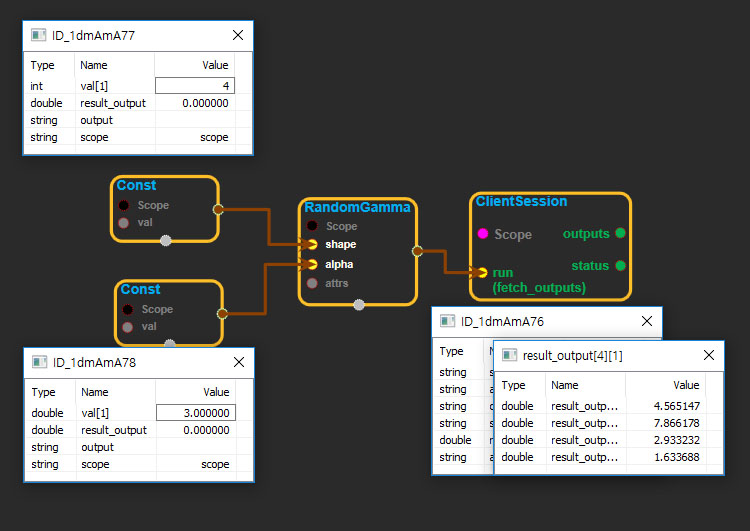 ID_1dmAmA77
Type Name Value
int val[1] 4
double result_output 0.000000
string output
string scope scope
Const
Scope
val
Const
Scope
val
RandomGamma
Scope
shape
alpha
attrs
ClientSession
Scope outputs
status
run
(fetch_outputs)
ID_1dmAmA78
Type Name Value
double val[1] 3.000000
double result_output 0.000000
string output
string scope scope
ID_1dmAmA76
Type
string
string
string
string
double
string
result_output[4][1]
Type Name Value
double result_outp... 4.565147
double result_outp... 7.866178
double result_outp... 2.933232
double result_outp... 1.633688